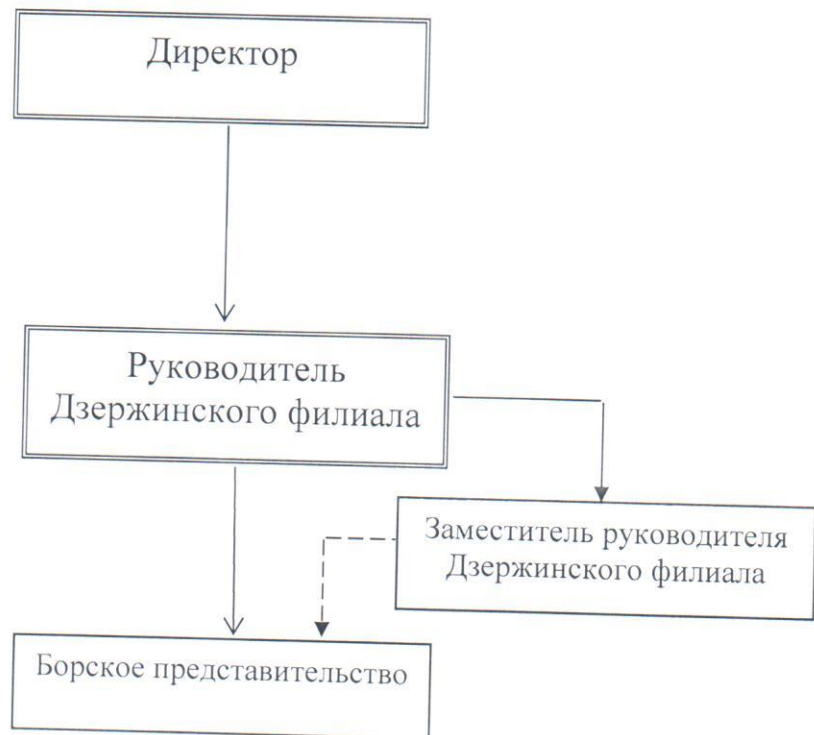 Директор
Руководитель
Дзержинского филиала
Заместитель руководителя
Дзержинского филиала
Борское представительство